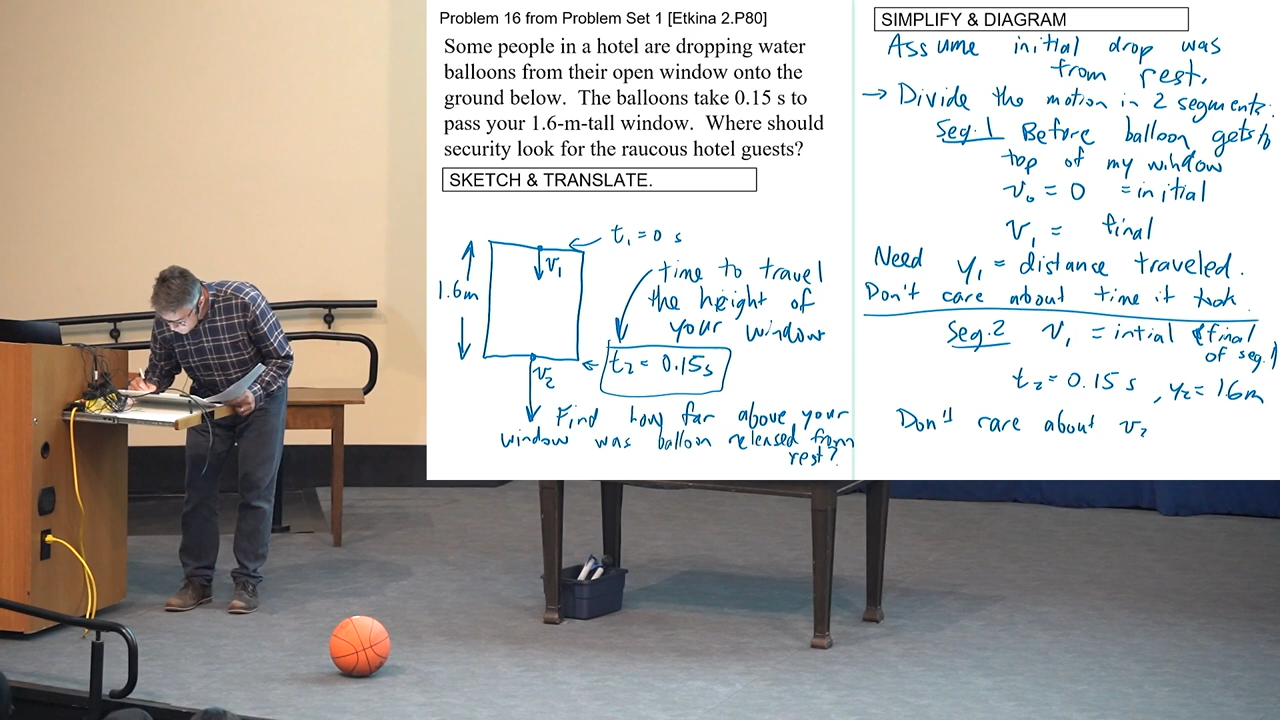 Problem 16 from Problem Set 1 [Etkina 2.P80]
Some people in a hotel are dropping water
balloons from their open window onto the
ground below. The balloons take 0.15 s to
pass your 1.6-m-tall window. Where should
security look for the raucous hotel guests?
SKETCH & TRANSLATE.
t₁ = 0 s
v₁
1.6m
time to travel
the height of
your window
t₂ = 0.15s
v₂
Find how far above your
window was balloon released from
rest?
SIMPLIFY & DIAGRAM
Assume initial drop was
from rest.
→ Divide the motion in 2 segments:
Seg. 1 Before balloon gets to
top of my window
v₀ = 0 = initial
v₁ = final
Need y₁ = distance traveled.
Don't care about time it took.
Seg. 2 v₁ = intial & final
of seg. 1
t₂ = 0.15 s , y₂ = 1.6m
Don't care about v₂